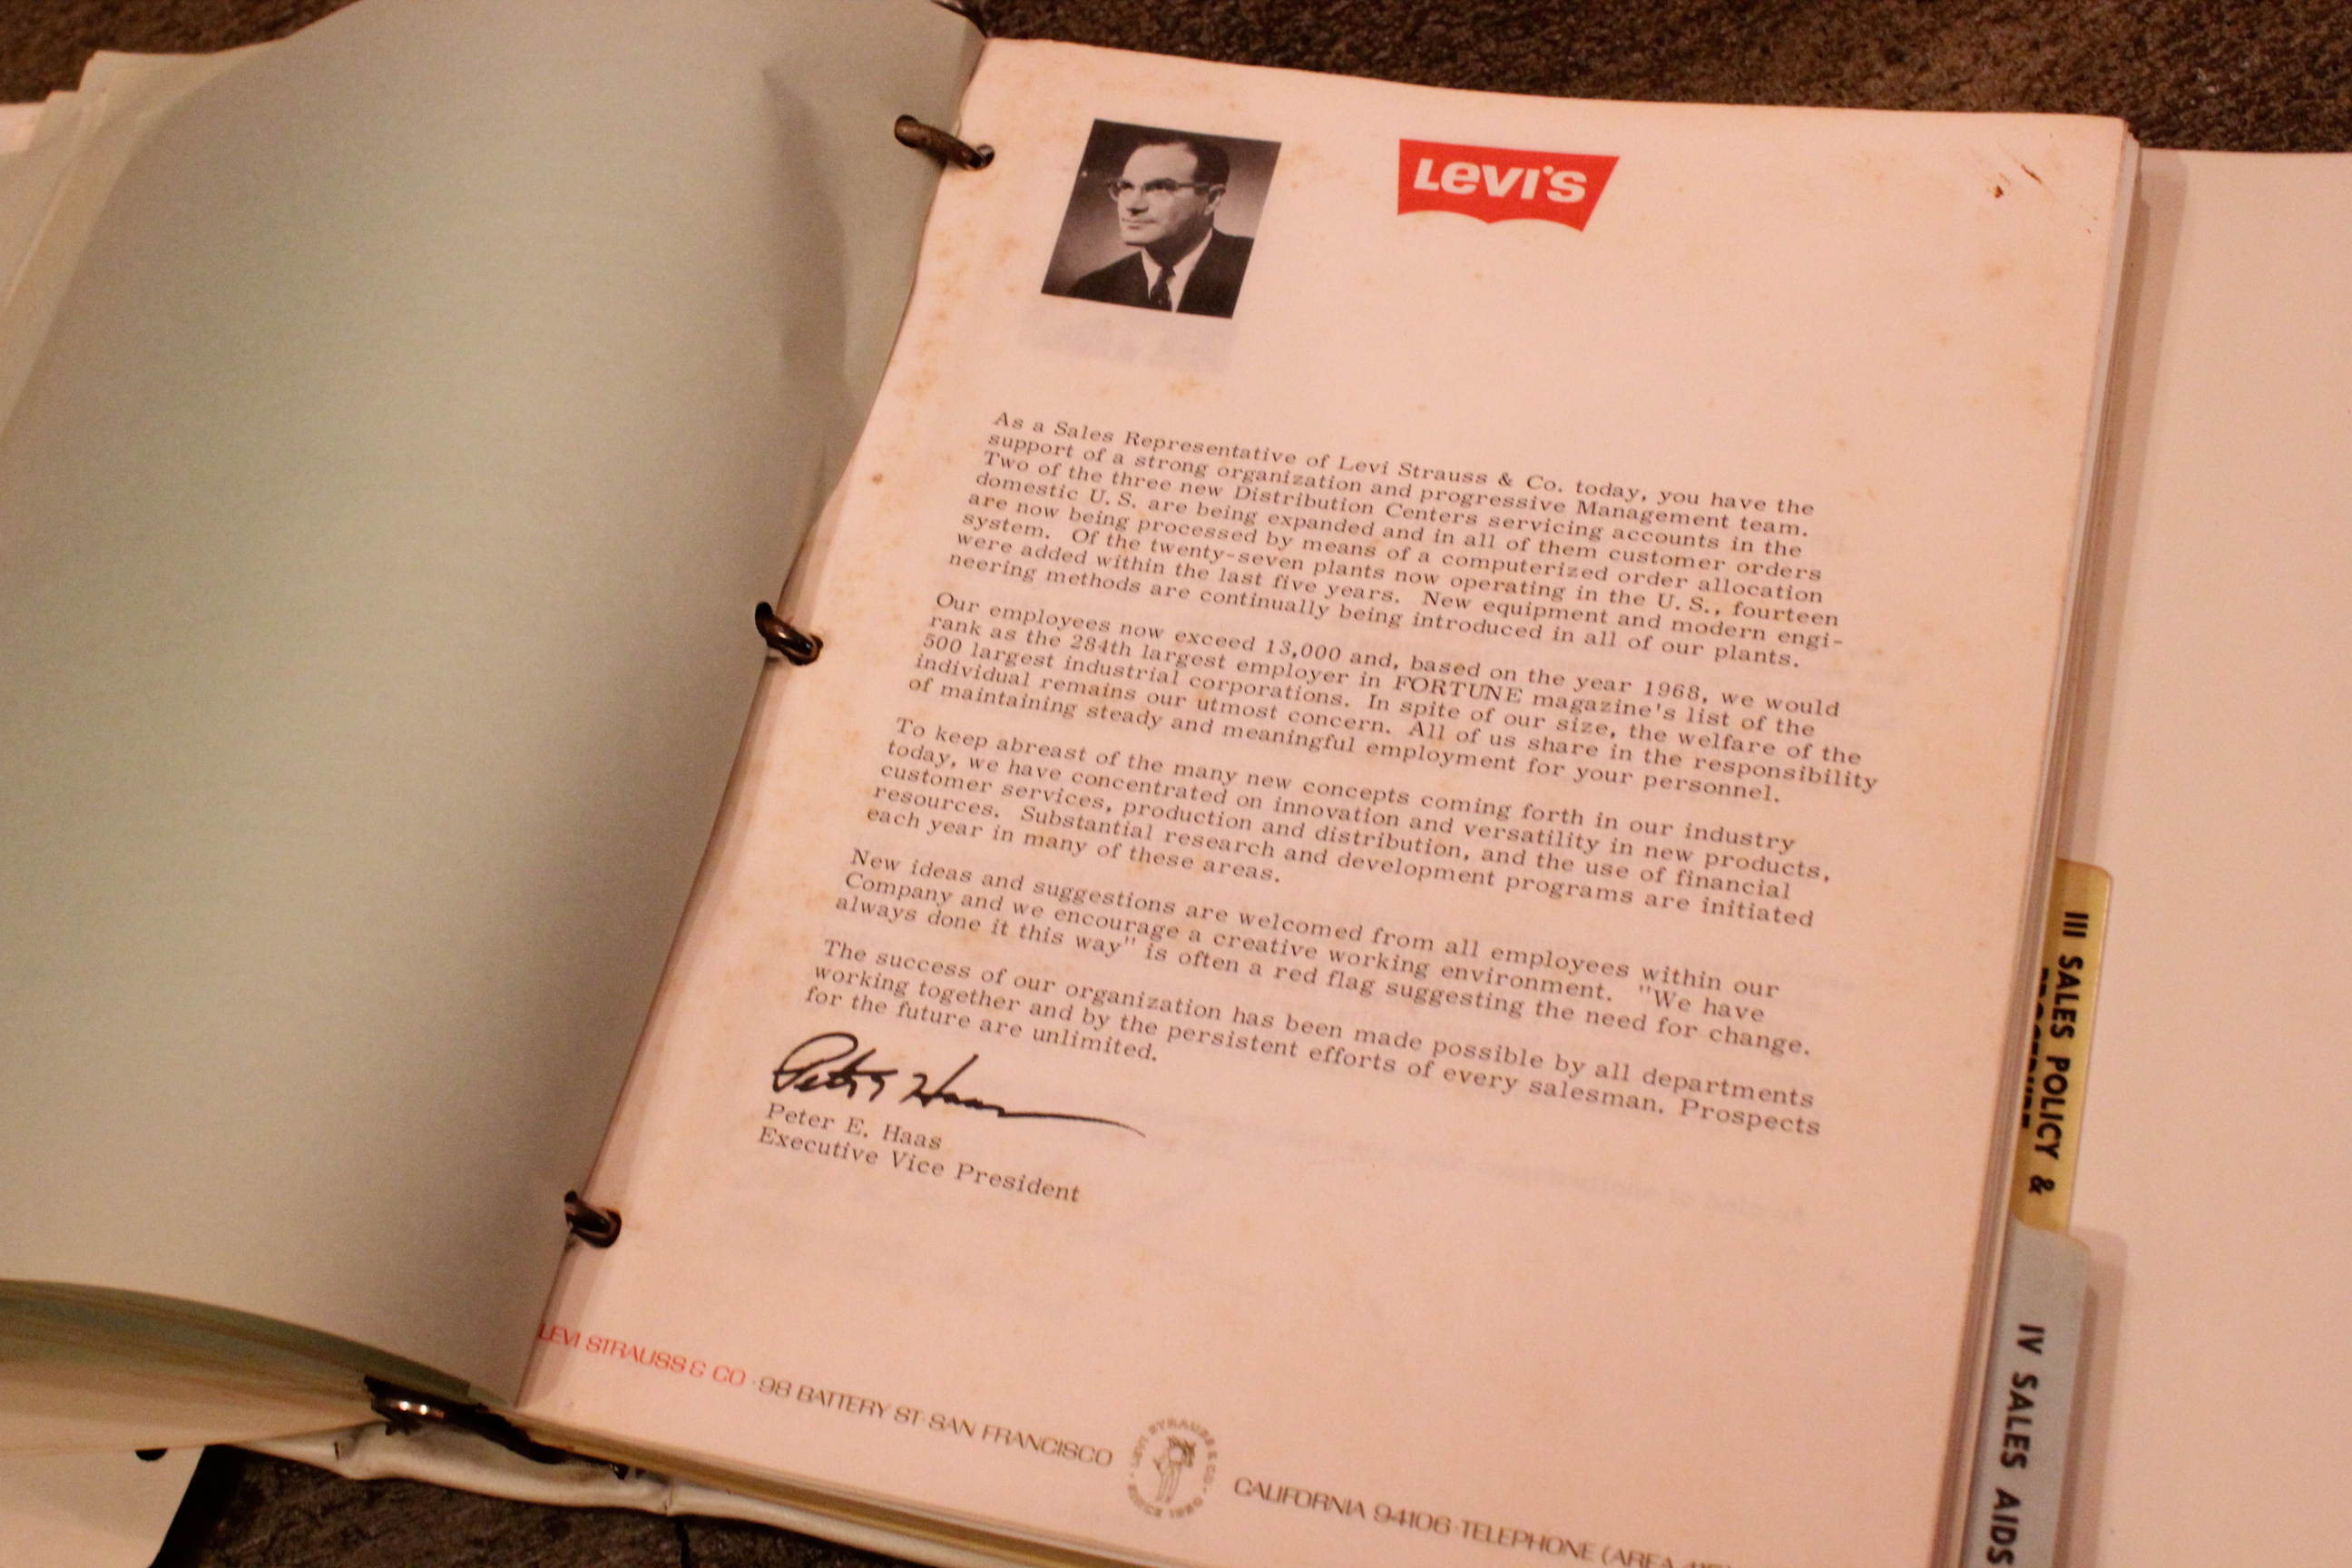 LEVI'S
As a Sales Representative of Levi Strauss & Co. today, you have the
support of a strong organization and progressive Management team.
Two of the three new Distribution Centers servicing accounts in the
domestic U. S. are being expanded and in all of them customer orders
are now being processed by means of a computerized order allocation
system. Of the twenty-seven plants now operating in the U. S., fourteen
were added within the last five years. New equipment and modern engi-
neering methods are continually being introduced in all of our plants.
Our employees now exceed 13,000 and, based on the year 1968, we would
rank as the 284th largest employer in FORTUNE magazine's list of the
500 largest industrial corporations. In spite of our size, the welfare of the
individual remains our utmost concern. All of us share in the responsibility
of maintaining steady and meaningful employment for your personnel.
To keep abreast of the many new concepts coming forth in our industry
today, we have concentrated on innovation and versatility in new products,
customer services, production and distribution, and the use of financial
resources. Substantial research and development programs are initiated
each year in many of these areas.
New ideas and suggestions are welcomed from all employees within our
Company and we encourage a creative working environment. "We have
always done it this way" is often a red flag suggesting the need for change.
The success of our organization has been made possible by all departments
working together and by the persistent efforts of every salesman. Prospects
for the future are unlimited.
Peter Haas
Peter E. Haas
Executive Vice President
LEVI STRAUSS & CO · 98 BATTERY ST · SAN FRANCISCO
LEVI STRAUSS & CO.
CALIFORNIA 94106 · TELEPHONE (AREA
III SALES POLICY &
IV SALES AIDS